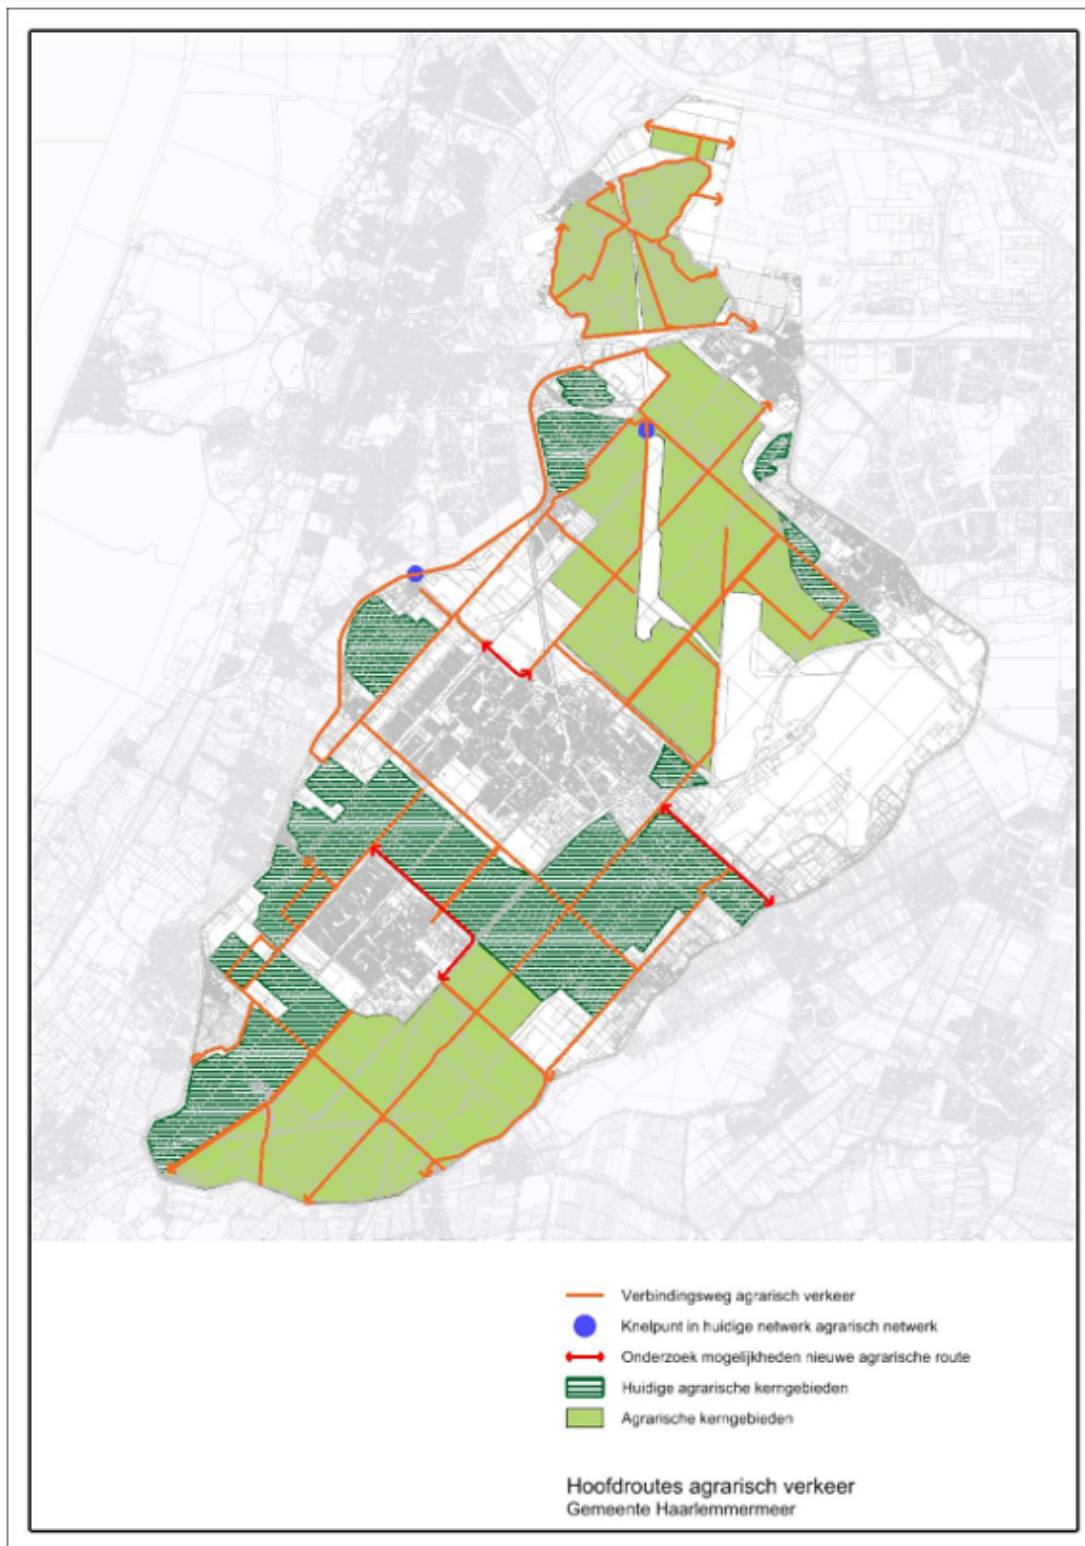 Verbindingsweg agrarisch verkeer
Knelpunt in huidige netwerk agrarisch netwerk
Onderzoek mogelijkheden nieuwe agrarische route
Huidige agrarische kerngebieden
Agrarische kerngebieden
Hoofdroutes agrarisch verkeer
Gemeente Haarlemmermeer